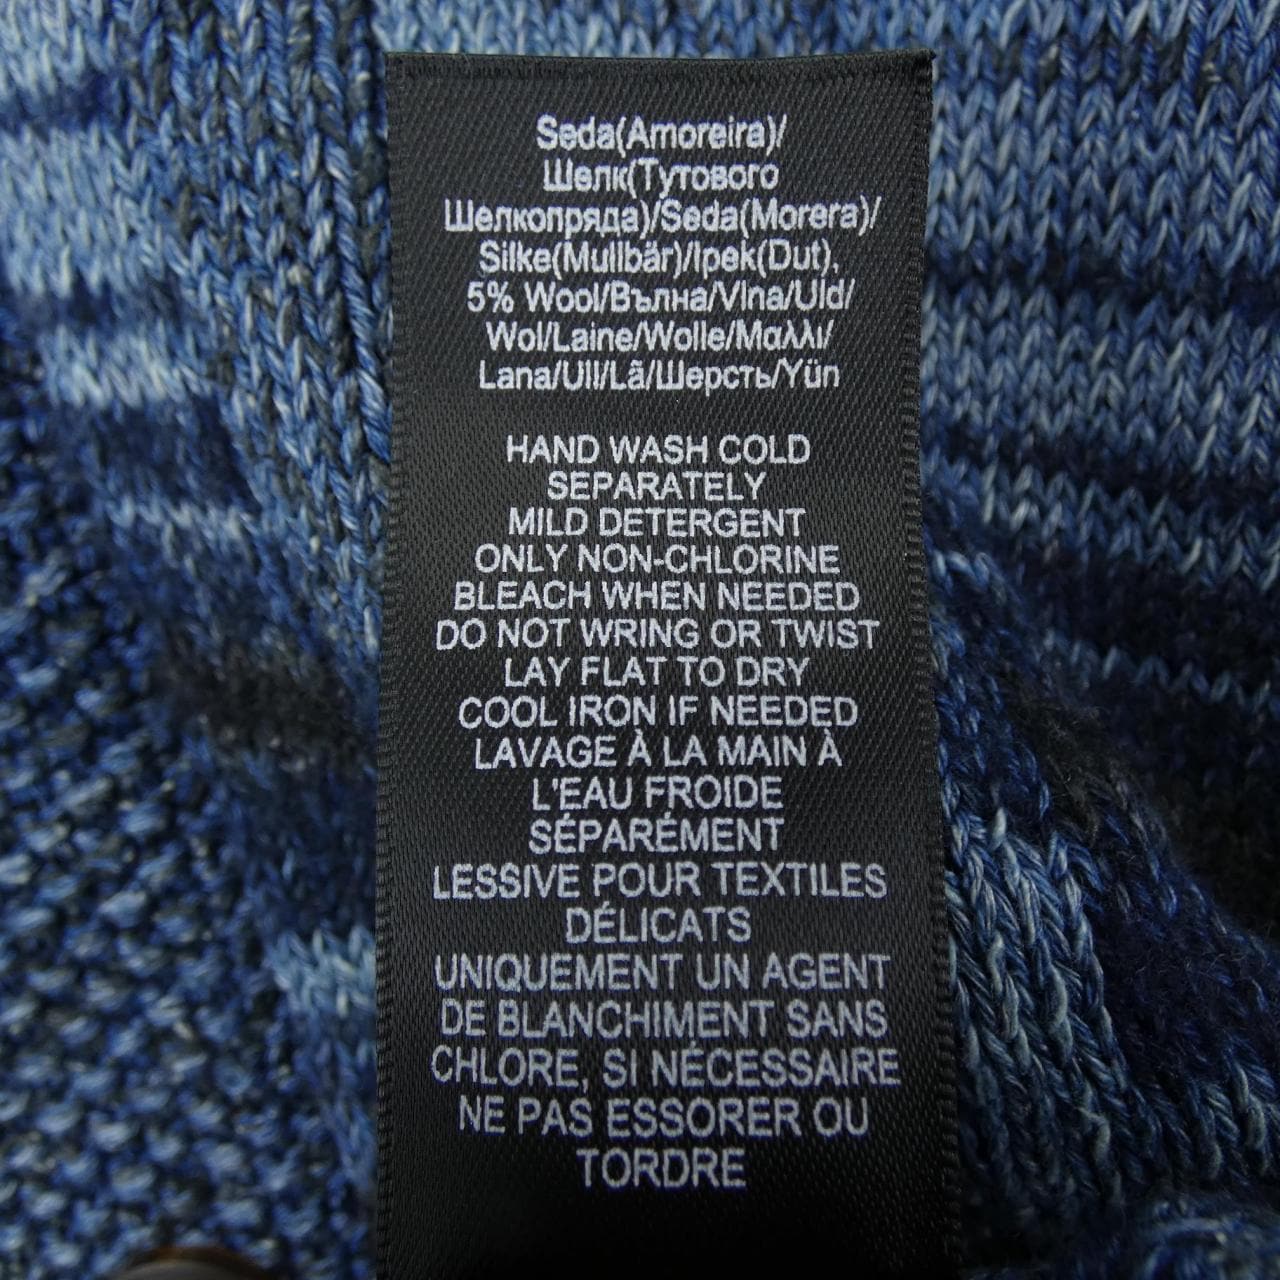 Seda(Amoreira)/
Шелк(Тутового
Шелкопряда)/Seda(Morera)/
Silke(Mullbär)/Ipek(Dut),
5% Wool/Вълна/Vlna/Uld/
Wol/Laine/Wolle/Μαλλι/
Lana/Ull/Lã/Шерсть/Yün
HAND WASH COLD
SEPARATELY
MILD DETERGENT
ONLY NON-CHLORINE
BLEACH WHEN NEEDED
DO NOT WRING OR TWIST
LAY FLAT TO DRY
COOL IRON IF NEEDED
LAVAGE À LA MAIN À
L'EAU FROIDE
SÉPARÉMENT
LESSIVE POUR TEXTILES
DÉLICATS
UNIQUEMENT UN AGENT
DE BLANCHIMENT SANS
CHLORE, SI NÉCESSAIRE
NE PAS ESSORER OU
TORDRE